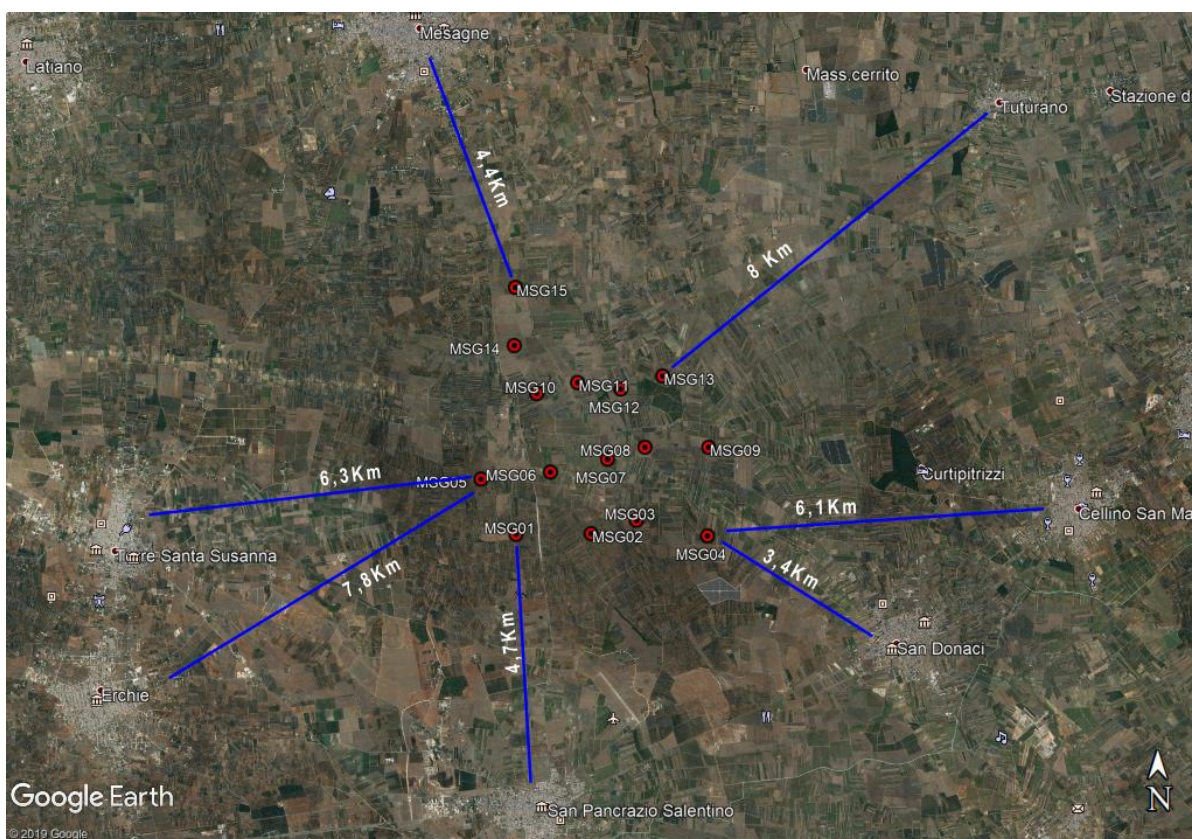 Mesagne
Latiano
Mass.cerrito
Stazione d
Tuturano
4,4Km
8 Km
MSG15
MSG14
MSG13
MSG11
MSG10
MSG12
MSG08
MSG09
MSG06
MSG07
MSG05
6,3Km
Curtipitrizzi
6,1Km
Cellino San Ma
MSG03
MSG01
MSG02
MSG04
Torre Santa Susanna
3,4Km
7,8Km
4,7Km
San Donaci
Erchie
Google Earth
San Pancrazio Salentino
N
© 2019 Google